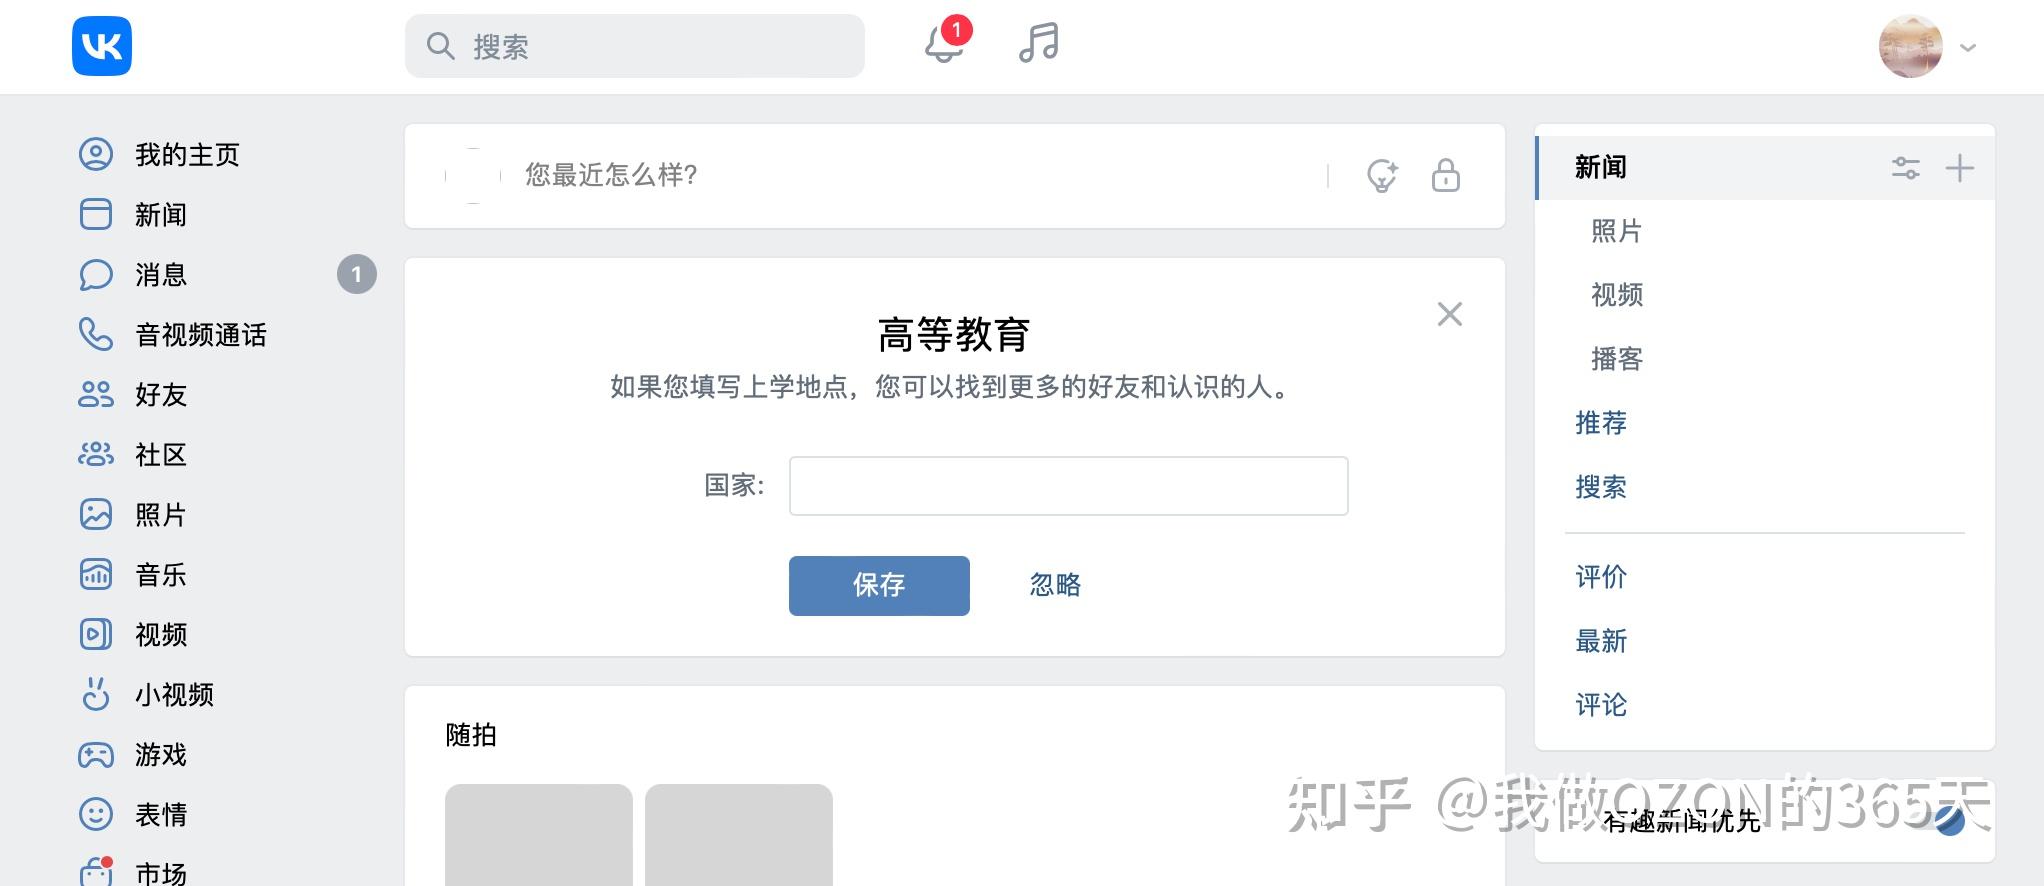 VK
搜索
1
我的主页
新闻
消息
1
音视频通话
好友
社区
照片
音乐
视频
小视频
游戏
表情
市场
您最近怎么样?
高等教育
如果您填写上学地点，您可以找到更多的好友和认识的人。
国家:
保存
忽略
随拍
新闻
照片
视频
播客
推荐
搜索
评价
最新
评论
有趣新闻优先
知乎 @我做OZON的365天